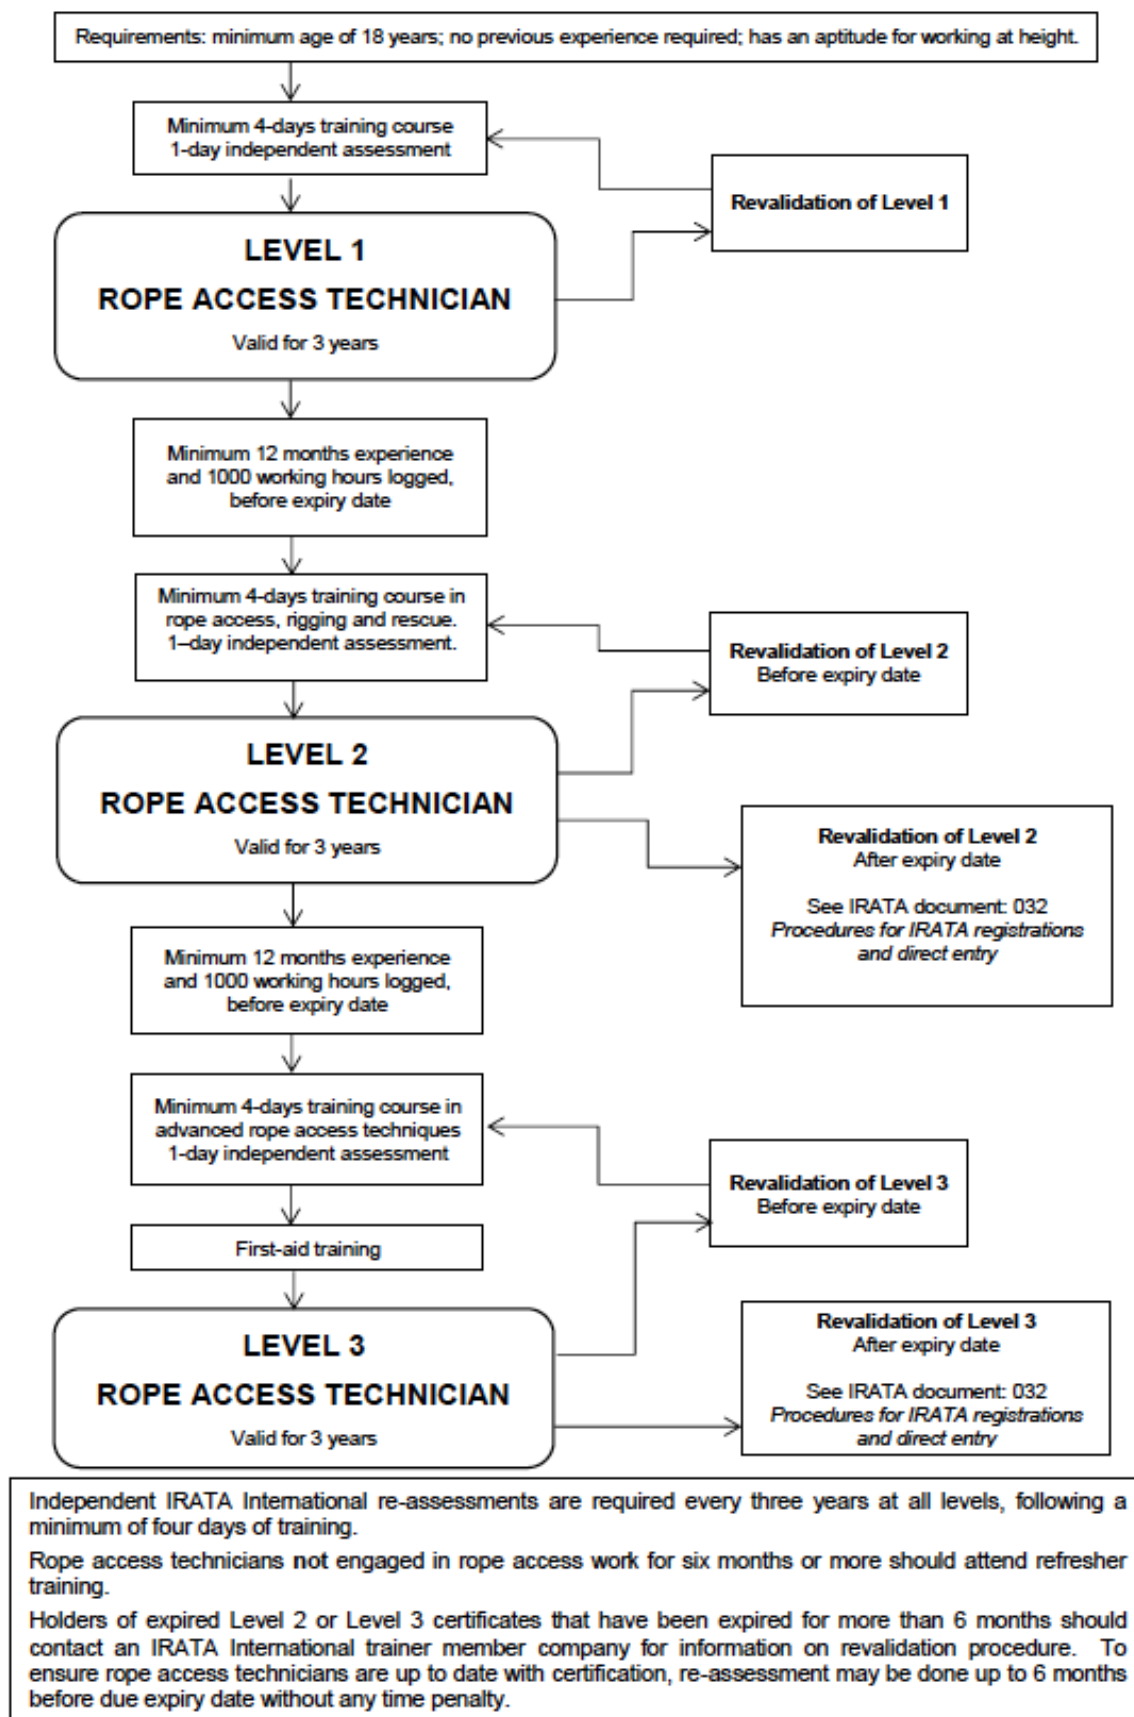 Requirements: minimum age of 18 years; no previous experience required; has an aptitude for working at height.
Minimum 4-days training course
1-day independent assessment
Revalidation of Level 1
LEVEL 1
ROPE ACCESS TECHNICIAN
Valid for 3 years
Minimum 12 months experience
and 1000 working hours logged,
before expiry date
Minimum 4-days training course in
rope access, rigging and rescue.
1–day independent assessment.
Revalidation of Level 2
Before expiry date
LEVEL 2
ROPE ACCESS TECHNICIAN
Valid for 3 years
Revalidation of Level 2
After expiry date
See IRATA document: 032
Procedures for IRATA registrations
and direct entry
Minimum 12 months experience
and 1000 working hours logged,
before expiry date
Minimum 4-days training course in
advanced rope access techniques
1-day independent assessment
Revalidation of Level 3
Before expiry date
First-aid training
LEVEL 3
ROPE ACCESS TECHNICIAN
Valid for 3 years
Revalidation of Level 3
After expiry date
See IRATA document: 032
Procedures for IRATA registrations
and direct entry
Independent IRATA International re-assessments are required every three years at all levels, following a
minimum of four days of training.
Rope access technicians not engaged in rope access work for six months or more should attend refresher
training.
Holders of expired Level 2 or Level 3 certificates that have been expired for more than 6 months should
contact an IRATA International trainer member company for information on revalidation procedure. To
ensure rope access technicians are up to date with certification, re-assessment may be done up to 6 months
before due expiry date without any time penalty.